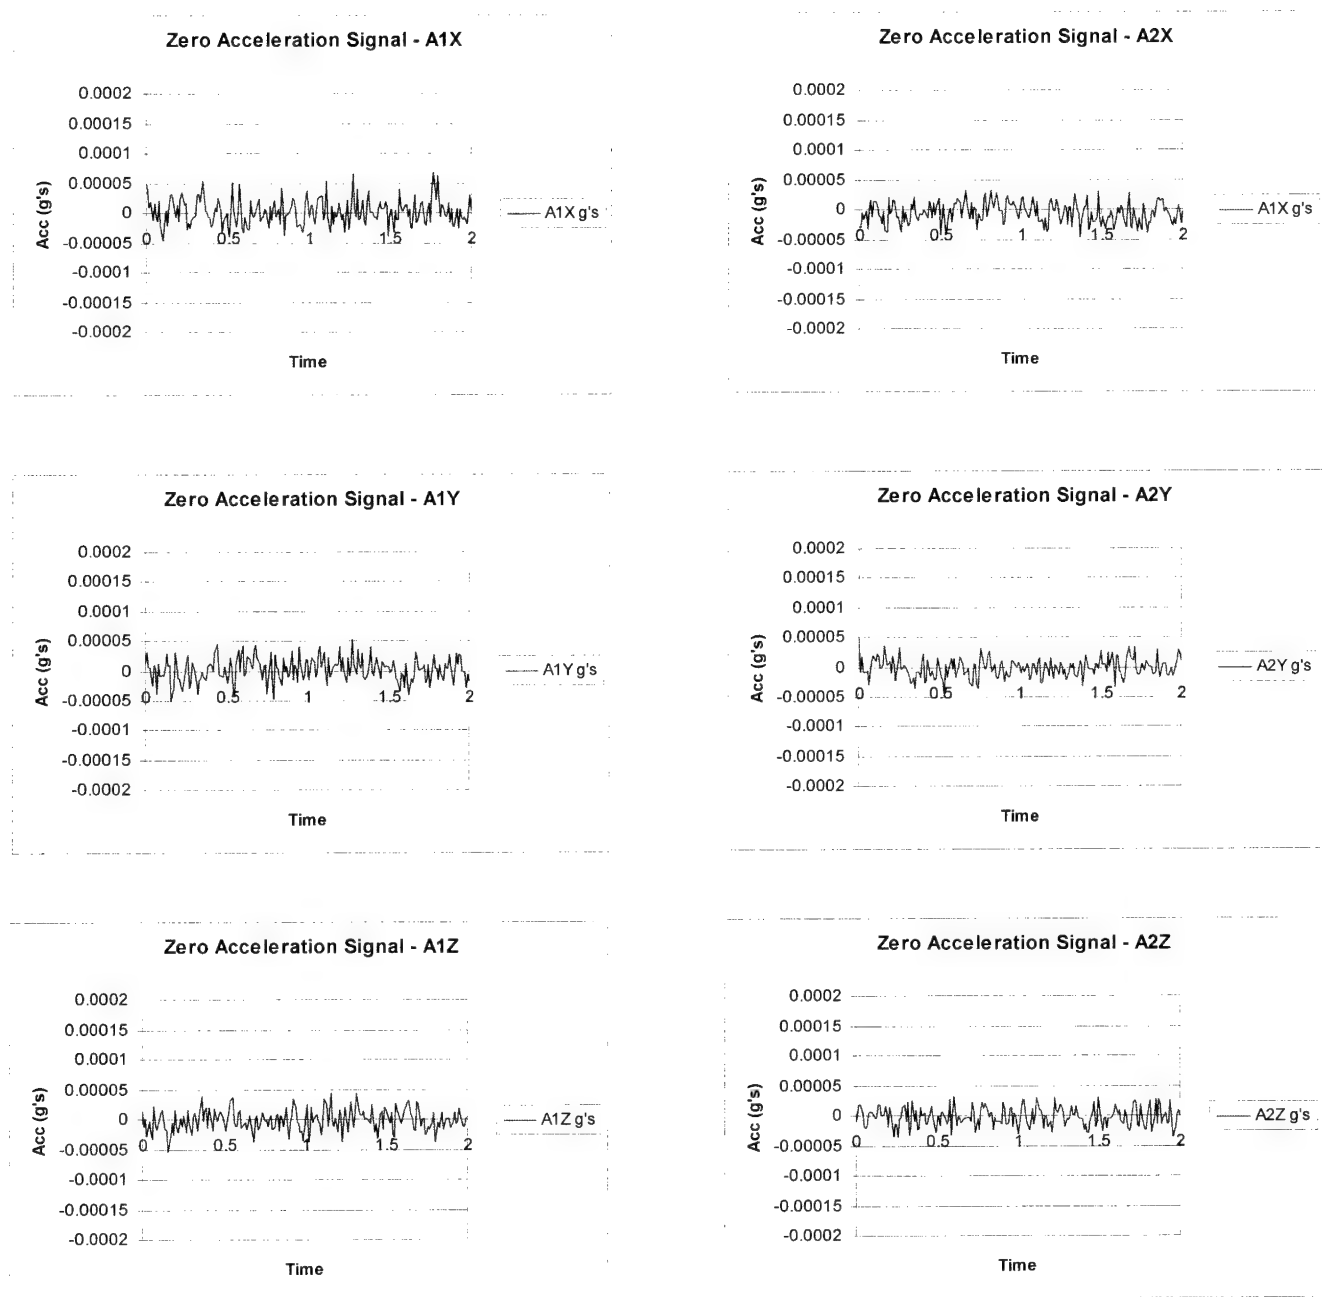 Zero Acceleration Signal - A1X
0.0002
0.00015
0.0001
0.00005
0
-0.00005
-0.0001
-0.00015
-0.0002
Acc (g's)
0 0.5 1 1.5 2
Time
A1X g's
Zero Acceleration Signal - A2X
0.0002
0.00015
0.0001
0.00005
0
-0.00005
-0.0001
-0.00015
-0.0002
Acc (g's)
0 0.5 1 1.5 2
Time
A1X g's
Zero Acceleration Signal - A1Y
0.0002
0.00015
0.0001
0.00005
0
-0.00005
-0.0001
-0.00015
-0.0002
Acc (g's)
0 0.5 1 1.5 2
Time
A1Y g's
Zero Acceleration Signal - A2Y
0.0002
0.00015
0.0001
0.00005
0
-0.00005
-0.0001
-0.00015
-0.0002
Acc (g's)
0 0.5 1 1.5 2
Time
A2Y g's
Zero Acceleration Signal - A1Z
0.0002
0.00015
0.0001
0.00005
0
-0.00005
-0.0001
-0.00015
-0.0002
Acc (g's)
0 0.5 1 1.5 2
Time
A1Z g's
Zero Acceleration Signal - A2Z
0.0002
0.00015
0.0001
0.00005
0
-0.00005
-0.0001
-0.00015
-0.0002
Acc (g's)
0 0.5 1 1.5 2
Time
A2Z g's